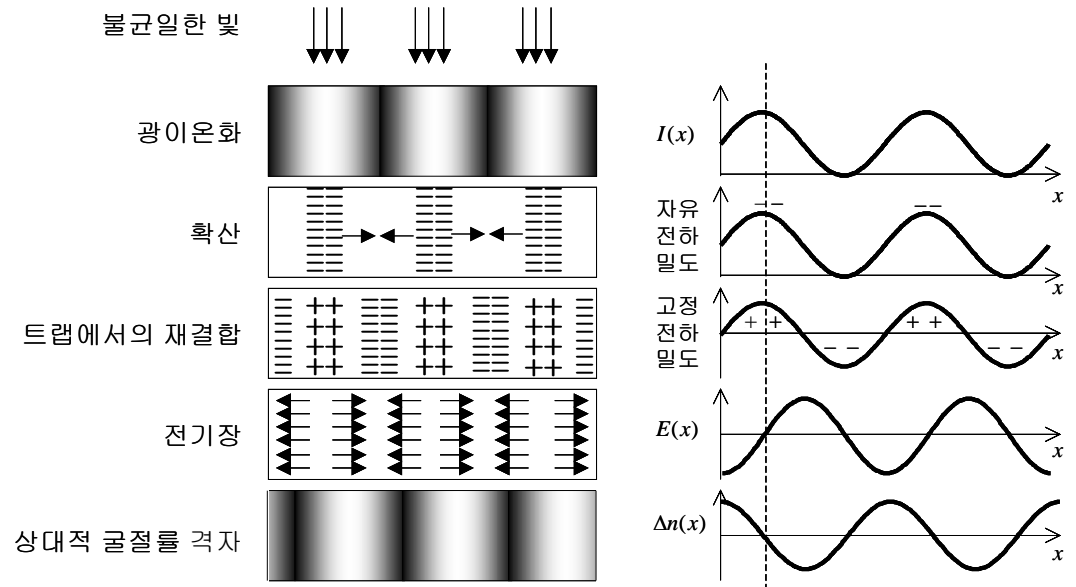 불균일한 빛
광이온화
확산
트랩에서의 재결합
전기장
상대적 굴절률 격자
I(x)
x
자유
전하
밀도
x
고정
전하
밀도
x
E(x)
x
Δn(x)
x